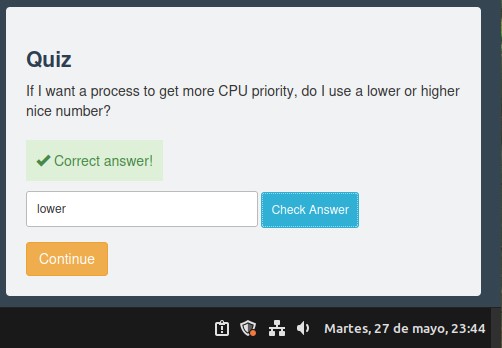 Quiz
If I want a process to get more CPU priority, do I use a lower or higher
nice number?
Correct answer!
lower
Check Answer
Continue
Martes, 27 de mayo, 23:44